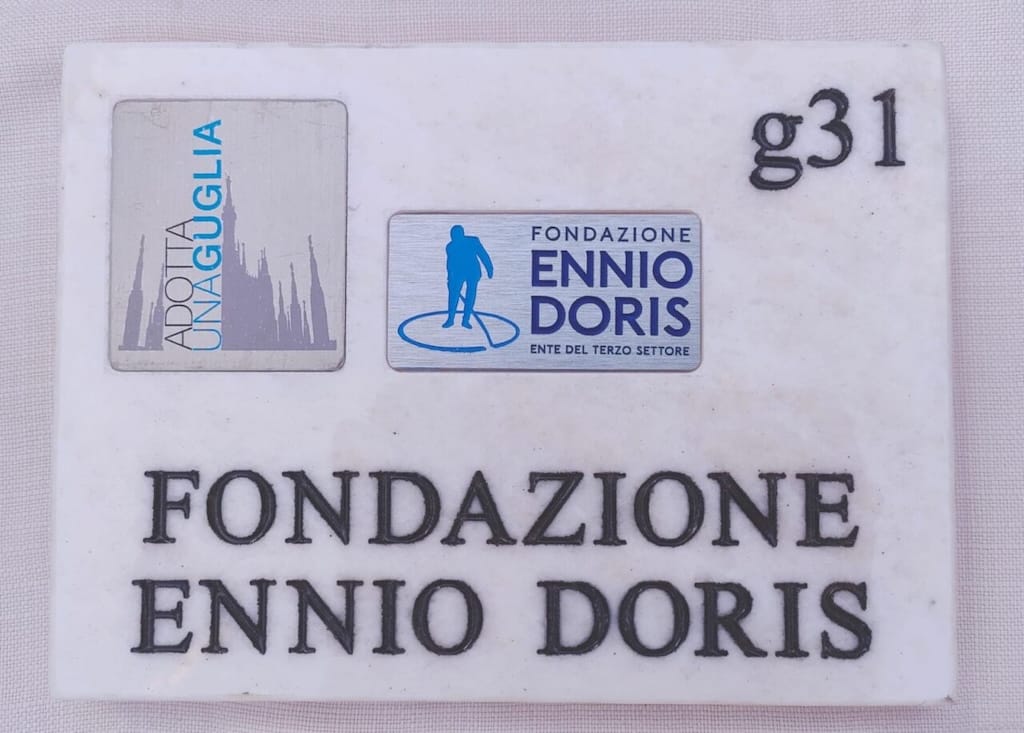 ADOTTA
UNAGUGLIA
g31
FONDAZIONE
ENNIO
DORIS
ENTE DEL TERZO SETTORE
FONDAZIONE
ENNIO DORIS